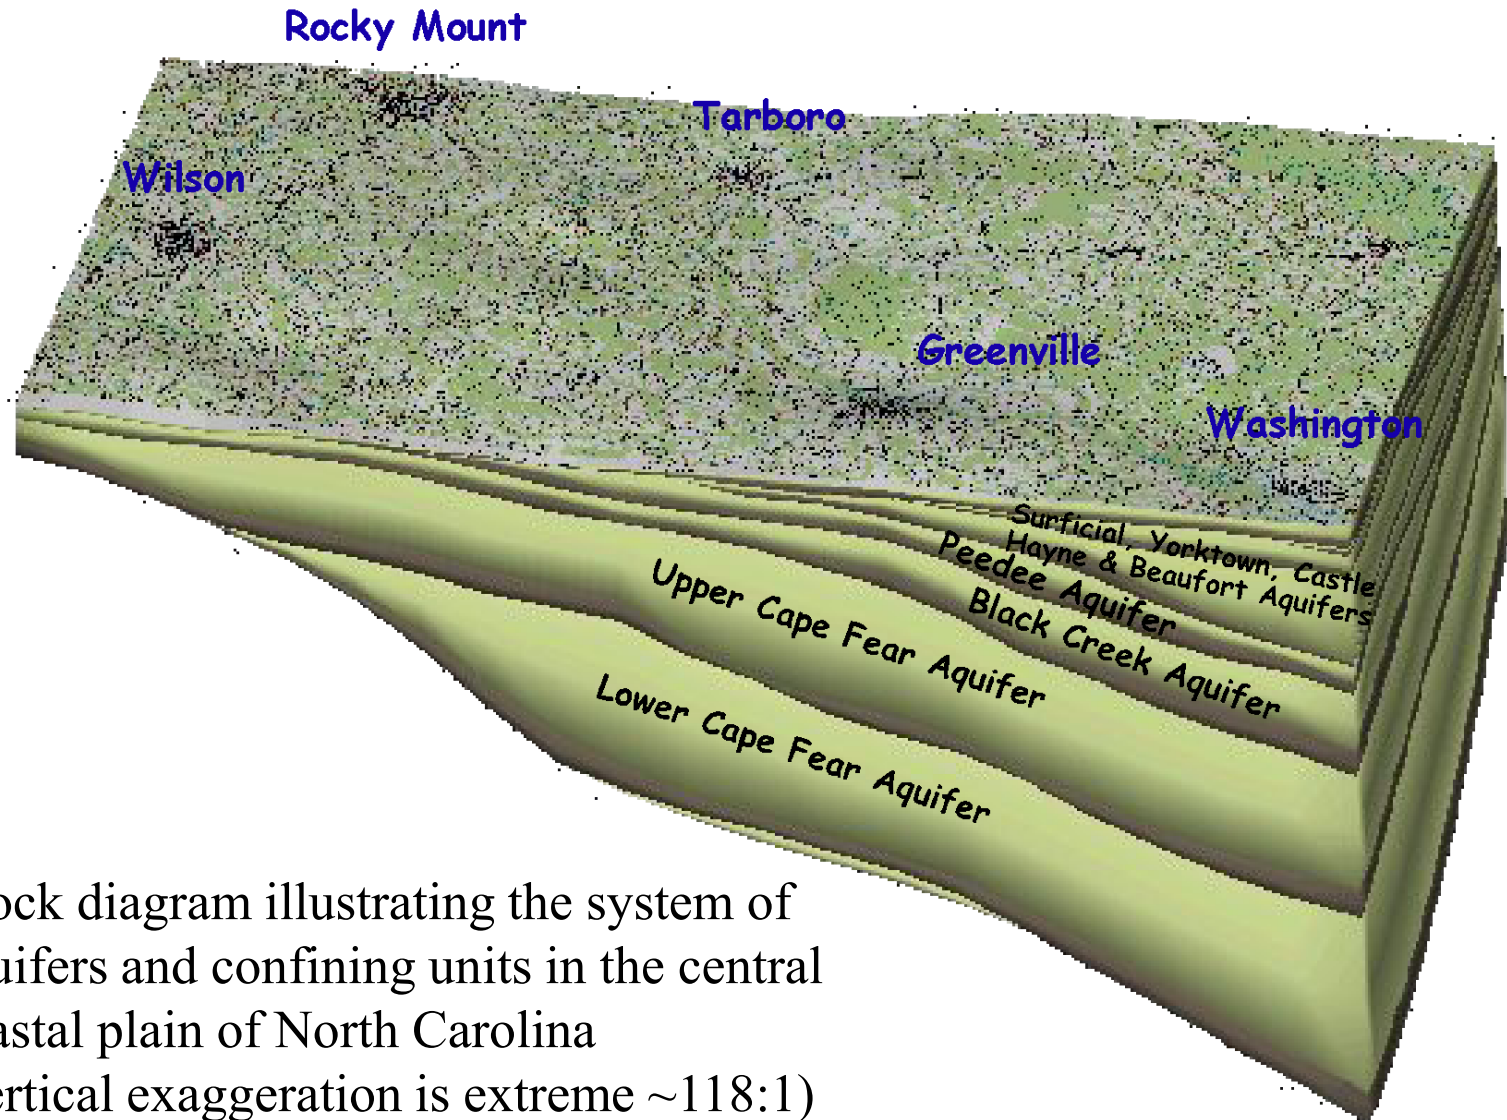 Rocky Mount
Tarboro
Wilson
Greenville
Washington
Surficial, Yorktown, Castle
Hayne & Beaufort Aquifers
Peedee Aquifer
Black Creek Aquifer
Upper Cape Fear Aquifer
Lower Cape Fear Aquifer
ock diagram illustrating the system of
uifers and confining units in the central
astal plain of North Carolina
ertical exaggeration is extreme ~118:1)